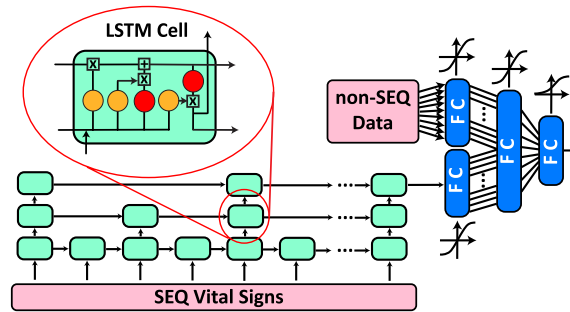 LSTM Cell
X
+
X
X
non-SEQ
Data
FC
FC
FC
FC
SEQ Vital Signs